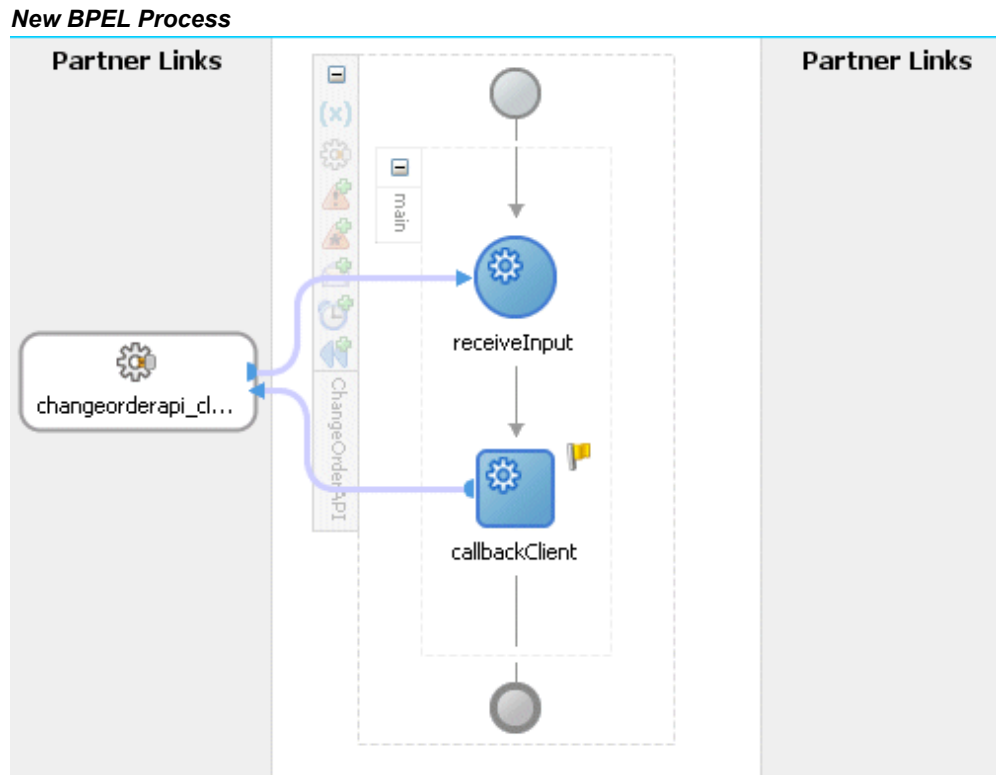 New BPEL Process
Partner Links
Partner Links
(x)
main
receiveInput
changeorderapi_cl...
ChangeOrderAPI
callbackClient